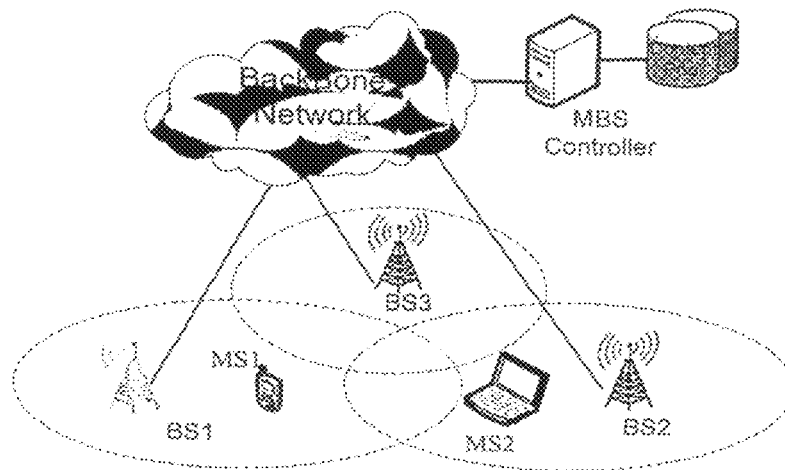 BackBone
Network
MBS
Controller
BS3
MS1
BS1
MS2
BS2